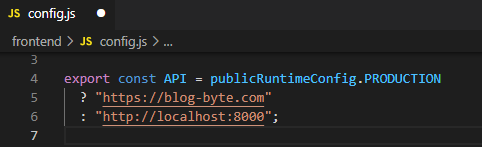 JS config.js
frontend > JS config.js > ...
3
4 export const API = publicRuntimeConfig.PRODUCTION
5 ? "https://blog-byte.com"
6 : "http://localhost:8000";
7